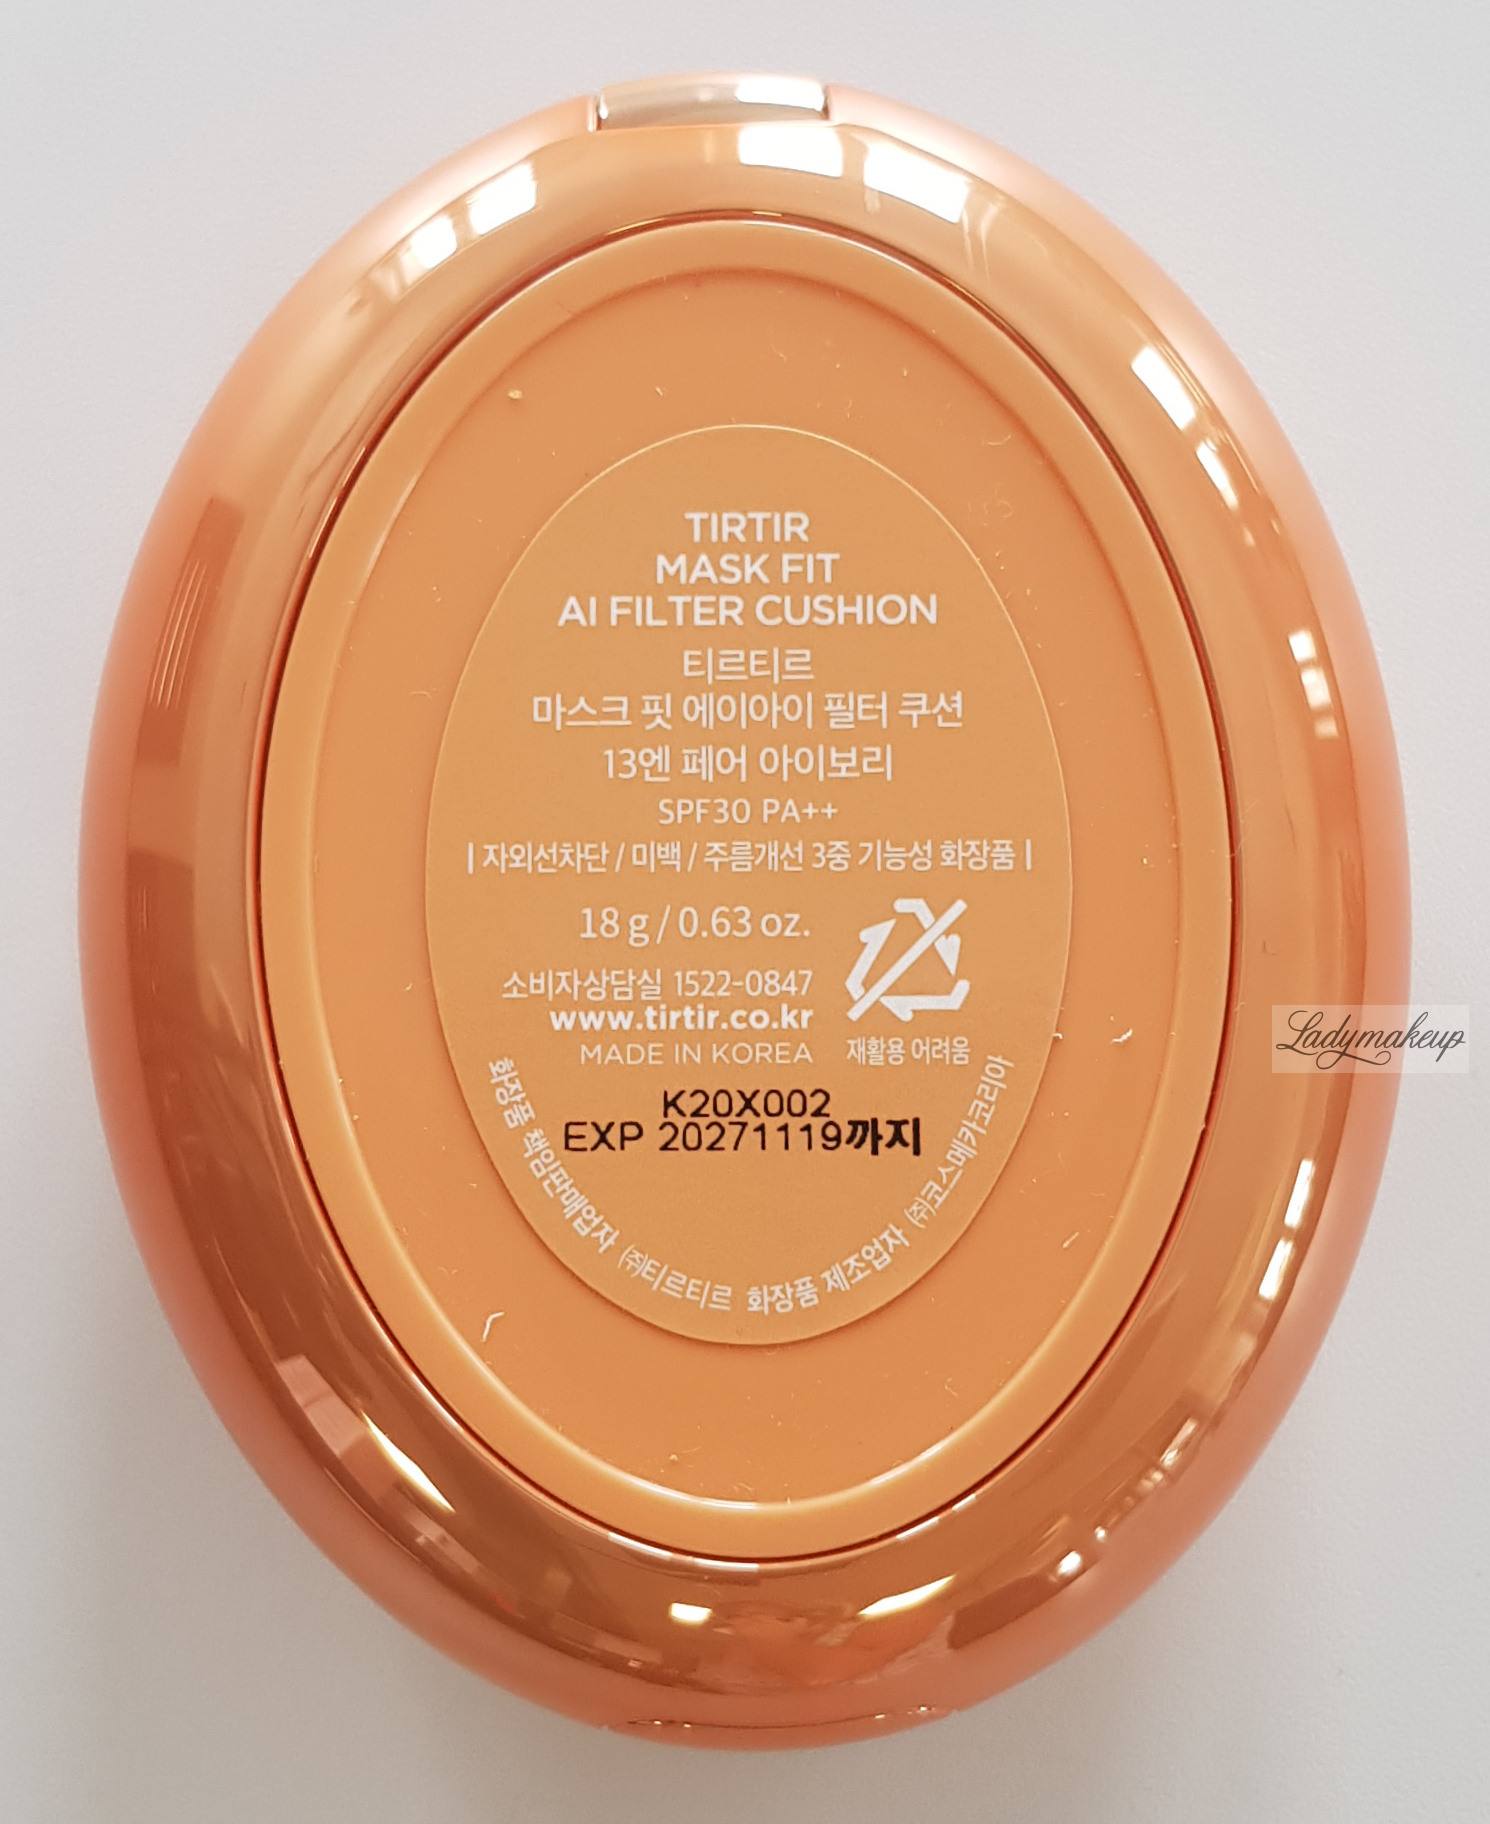 TIRTIR
MASK FIT
AI FILTER CUSHION
티르티르
마스크 핏 에이아이 필터 쿠션
13엔 페어 아이보리
SPF30 PA++
| 자외선차단 / 미백 / 주름개선 3중 기능성 화장품 |
18 g / 0.63 oz.
소비자상담실 1522-0847
www.tirtir.co.kr
MADE IN KOREA
재활용 어려움
K20X002
EXP 20271119까지
화장품 책임판매업자 ㈜티르티르 화장품 제조업자 ㈜코스메카코리아
Ladymakeup